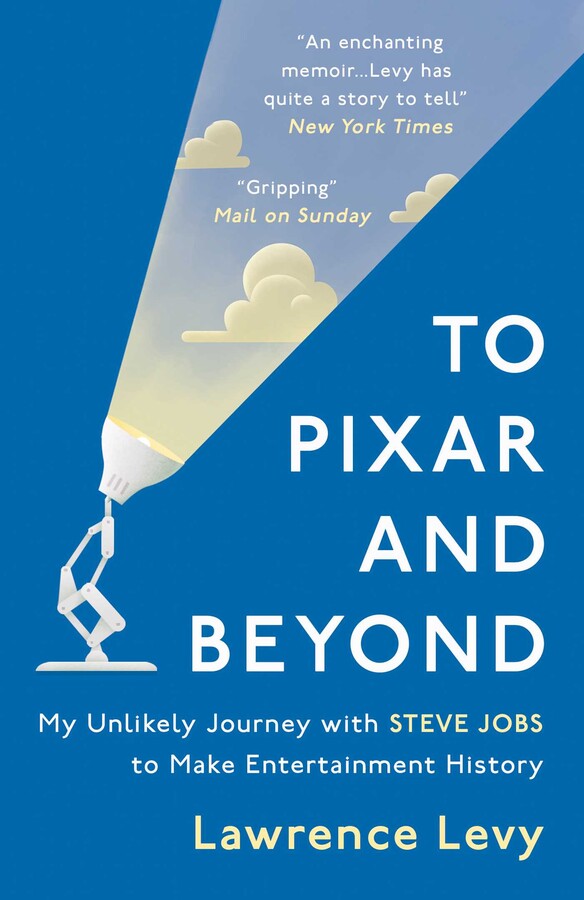 “An enchanting
memoir...Levy has
quite a story to tell”
New York Times
“Gripping”
Mail on Sunday
TO
PIXAR
AND
BEYOND
My Unlikely Journey with STEVE JOBS
to Make Entertainment History
Lawrence Levy